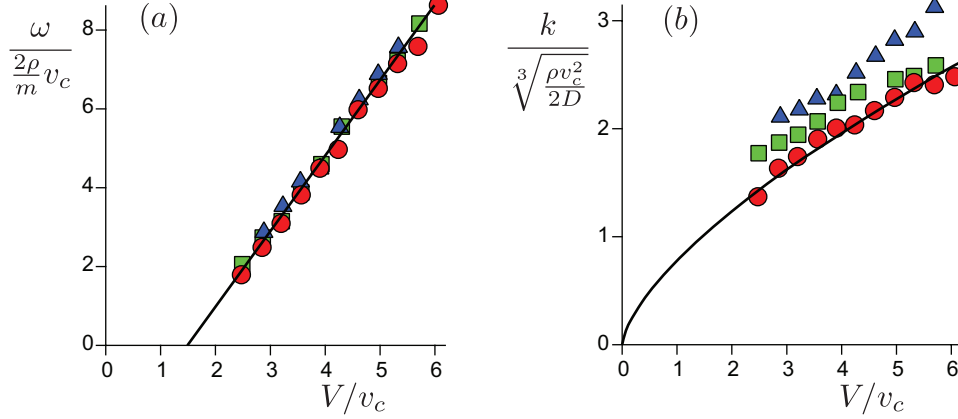 (a)
ω
2ρ/m v_c
8
6
4
2
0
0 1 2 3 4 5 6
V/v_c
(b)
k
∛(ρv_c²/2D)
3
2
1
0
0 1 2 3 4 5 6
V/v_c